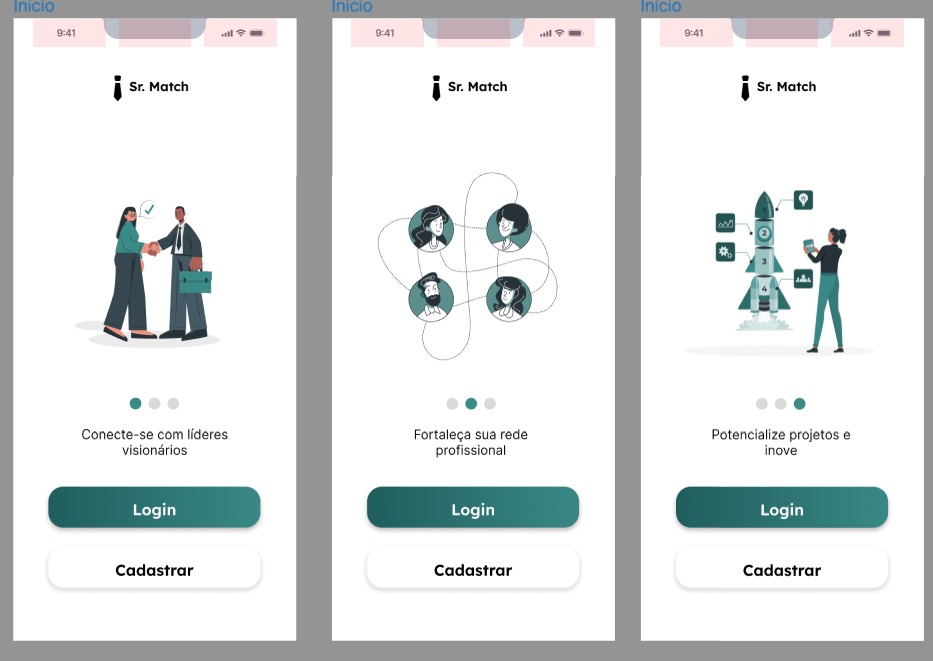 Inicio
9:41
Sr. Match
Conecte-se com líderes
visionários
Login
Cadastrar
Inicio
9:41
Sr. Match
Fortaleça sua rede
profissional
Login
Cadastrar
Inicio
9:41
Sr. Match
2
3
4
Potencialize projetos e
inove
Login
Cadastrar